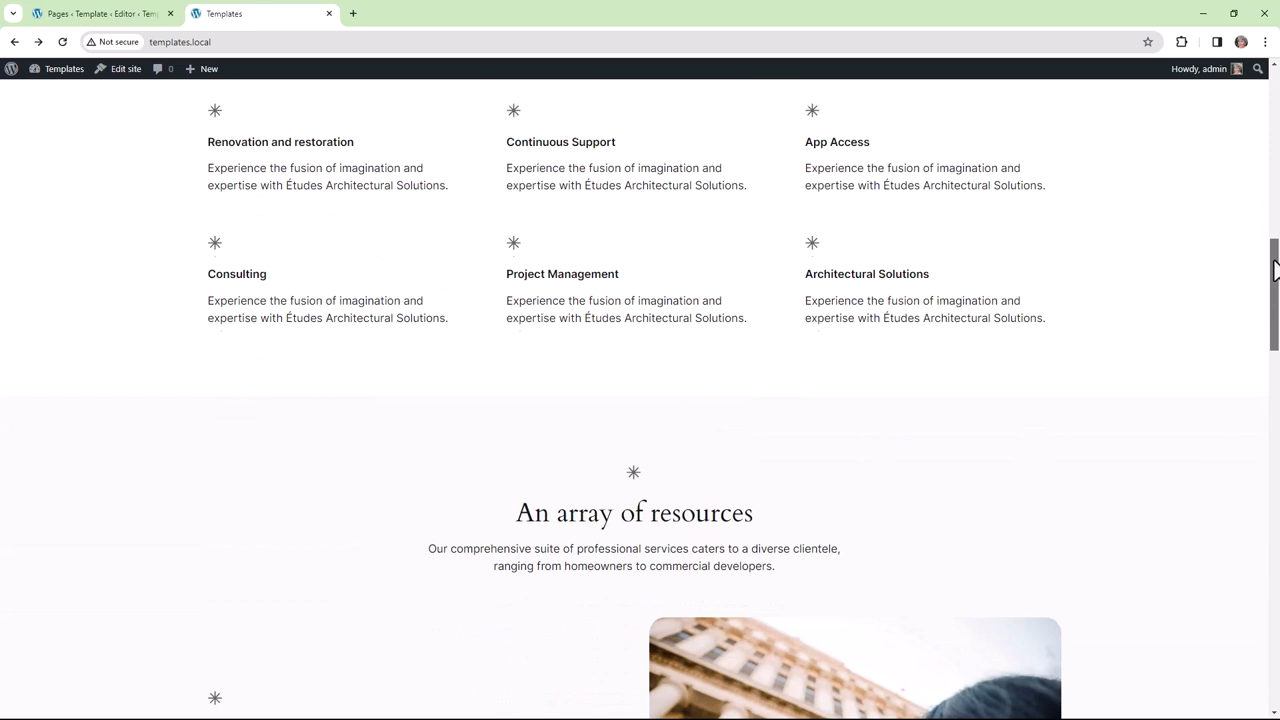 Pages ‹ Template ‹ Editor ‹ Tem
Templates
Not secure
templates.local
Templates
Edit site
0
New
Howdy, admin
Renovation and restoration
Continuous Support
App Access
Experience the fusion of imagination and
expertise with Études Architectural Solutions.
Experience the fusion of imagination and
expertise with Études Architectural Solutions.
Experience the fusion of imagination and
expertise with Études Architectural Solutions.
Consulting
Project Management
Architectural Solutions
Experience the fusion of imagination and
expertise with Études Architectural Solutions.
Experience the fusion of imagination and
expertise with Études Architectural Solutions.
Experience the fusion of imagination and
expertise with Études Architectural Solutions.
An array of resources
Our comprehensive suite of professional services caters to a diverse clientele,
ranging from homeowners to commercial developers.